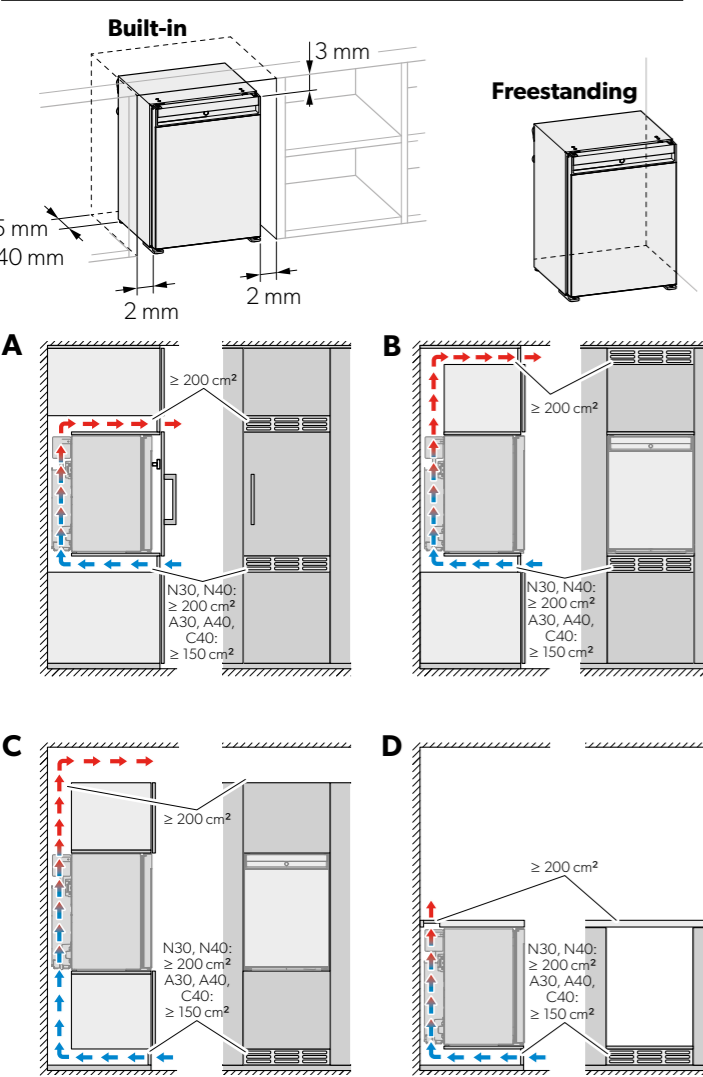 Built-in
3 mm
Freestanding
5 mm
40 mm
2 mm
2 mm
A
≥ 200 cm²
N30, N40:
≥ 200 cm²
A30, A40,
C40:
≥ 150 cm²
B
≥ 200 cm²
N30, N40:
≥ 200 cm²
A30, A40,
C40:
≥ 150 cm²
C
≥ 200 cm²
N30, N40:
≥ 200 cm²
A30, A40,
C40:
≥ 150 cm²
D
≥ 200 cm²
N30, N40:
≥ 200 cm²
A30, A40,
C40:
≥ 150 cm²